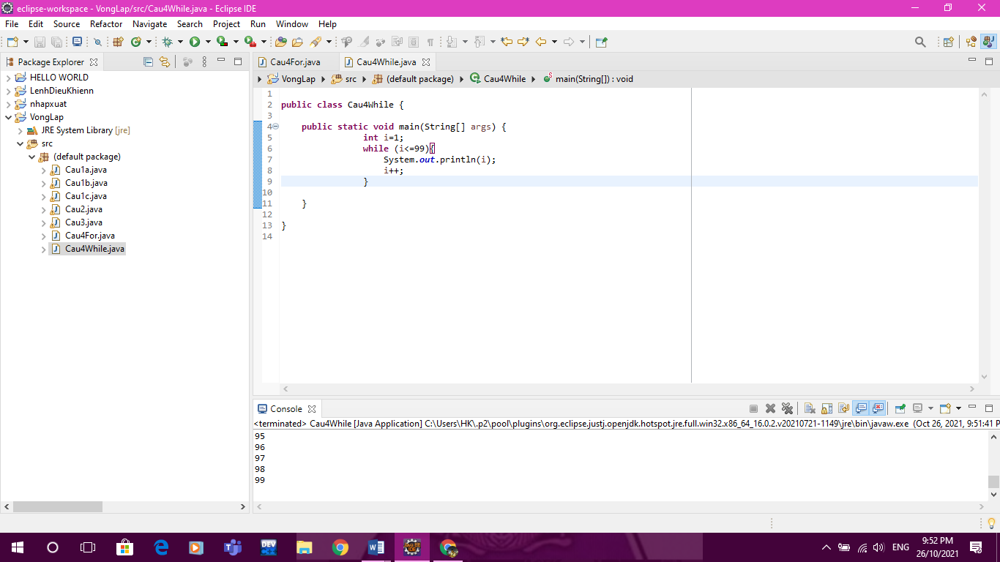 eclipse-workspace - VongLap/src/Cau4While.java - Eclipse IDE
File Edit Source Refactor Navigate Search Project Run Window Help
Package Explorer
HELLO WORLD
LenhDieuKhienn
nhapxuat
VongLap
JRE System Library [jre]
src
(default package)
Cau1a.java
Cau1b.java
Cau1c.java
Cau2.java
Cau3.java
Cau4For.java
Cau4While.java
Cau4For.java Cau4While.java
VongLap src (default package) Cau4While main(String[]) : void
1
2 public class Cau4While {
3
4 public static void main(String[] args) {
5 int i=1;
6 while (i<=99){
7 System.out.println(i);
8 i++;
9 }
10
11 }
12
13 }
14
Console
<terminated> Cau4While [Java Application] C:\Users\HK\.p2\pool\plugins\org.eclipse.justj.openjdk.hotspot.jre.full.win32.x86_64_16.0.2.v20210721-1149\jre\bin\javaw.exe (Oct 26, 2021, 9:51:41 P
95
96
97
98
99
DEV
C++
JAVA EE
IDE
ENG
9:52 PM
26/10/2021